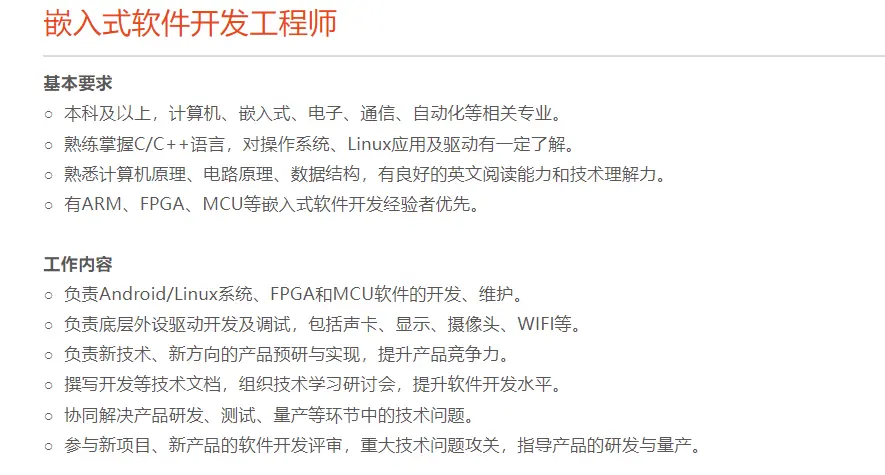 嵌入式软件开发工程师
基本要求
○ 本科及以上，计算机、嵌入式、电子、通信、自动化等相关专业。
○ 熟练掌握C/C++语言，对操作系统、Linux应用及驱动有一定了解。
○ 熟悉计算机原理、电路原理、数据结构，有良好的英文阅读能力和技术理解力。
○ 有ARM、FPGA、MCU等嵌入式软件开发经验者优先。
工作内容
○ 负责Android/Linux系统、FPGA和MCU软件的开发、维护。
○ 负责底层外设驱动开发及调试，包括声卡、显示、摄像头、WIFI等。
○ 负责新技术、新方向的产品预研与实现，提升产品竞争力。
○ 撰写开发等技术文档，组织技术学习研讨会，提升软件开发水平。
○ 协同解决产品研发、测试、量产等环节中的技术问题。
○ 参与新项目、新产品的软件开发评审，重大技术问题攻关，指导产品的研发与量产。